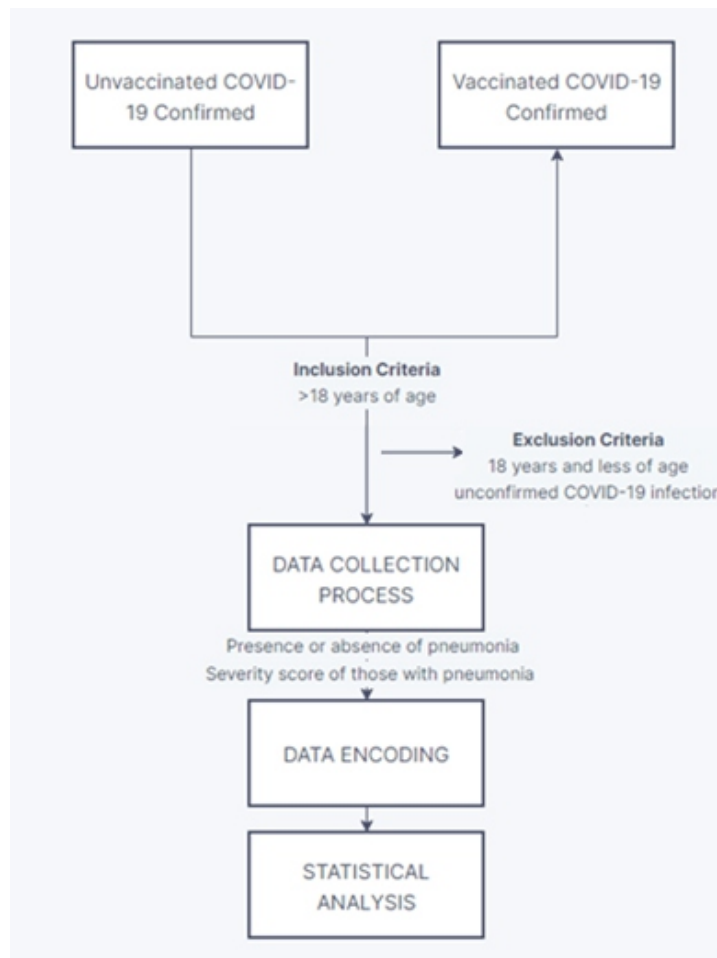 Unvaccinated COVID-
19 Confirmed
Vaccinated COVID-19
Confirmed
Inclusion Criteria
>18 years of age
Exclusion Criteria
18 years and less of age
unconfirmed COVID-19 infection
DATA COLLECTION
PROCESS
Presence or absence of pneumonia
Severity score of those with pneumonia
DATA ENCODING
STATISTICAL
ANALYSIS